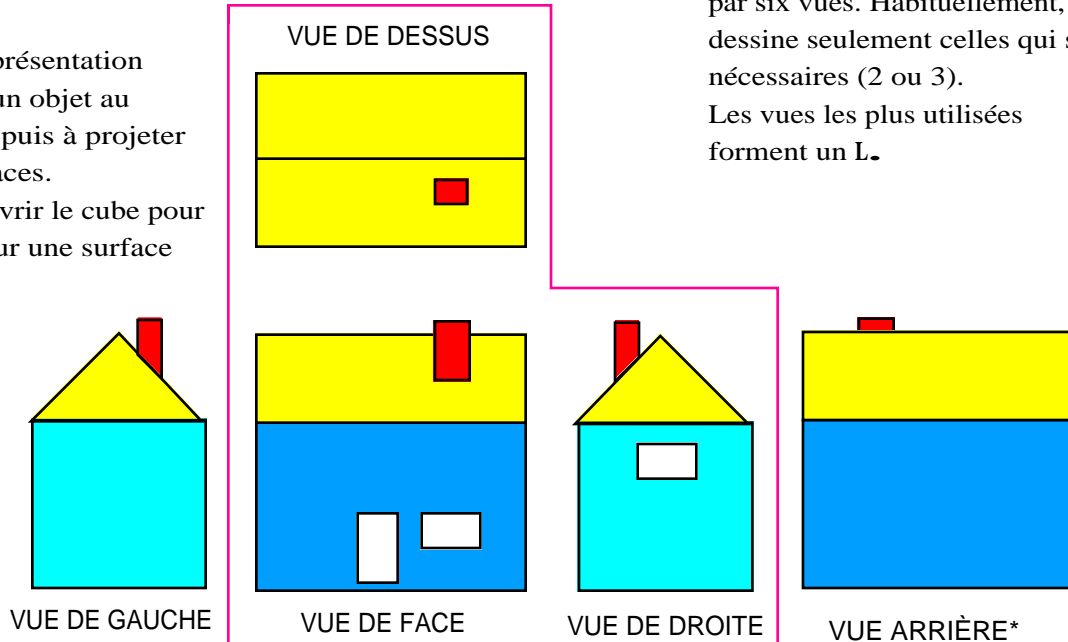 présentation
un objet au
puis à projeter
aces.
vrir le cube pour
ur une surface
VUE DE DESSUS
par six vues. Habituellement,
dessine seulement celles qui s
nécessaires (2 ou 3).
Les vues les plus utilisées
forment un L.
VUE DE GAUCHE
VUE DE FACE
VUE DE DROITE
VUE ARRIÈRE*